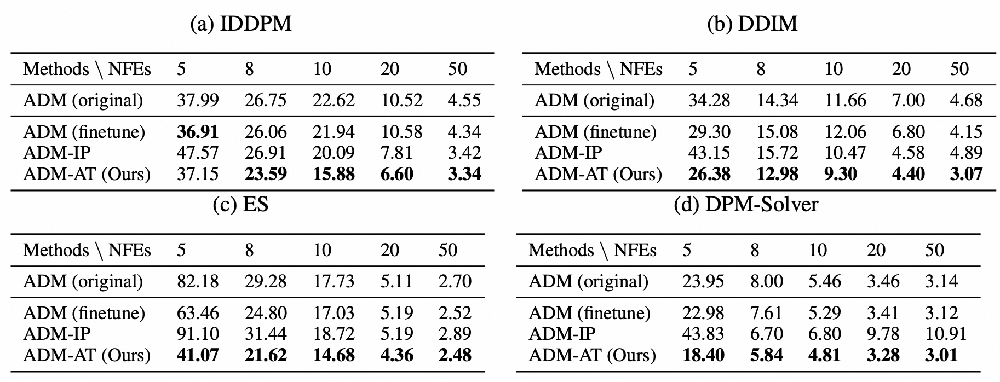 (a) IDDPM
Methods \ NFEs 5 8 10 20 50
ADM (original) 37.99 26.75 22.62 10.52 4.55
ADM (finetune) 36.91 26.06 21.94 10.58 4.34
ADM-IP 47.57 26.91 20.09 7.81 3.42
ADM-AT (Ours) 37.15 23.59 15.88 6.60 3.34
(b) DDIM
Methods \ NFEs 5 8 10 20 50
ADM (original) 34.28 14.34 11.66 7.00 4.68
ADM (finetune) 29.30 15.08 12.06 6.80 4.15
ADM-IP 43.15 15.72 10.47 4.58 4.89
ADM-AT (Ours) 26.38 12.98 9.30 4.40 3.07
(c) ES
Methods \ NFEs 5 8 10 20 50
ADM (original) 82.18 29.28 17.73 5.11 2.70
ADM (finetune) 63.46 24.80 17.03 5.19 2.52
ADM-IP 91.10 31.44 18.72 5.19 2.89
ADM-AT (Ours) 41.07 21.62 14.68 4.36 2.48
(d) DPM-Solver
Methods \ NFEs 5 8 10 20 50
ADM (original) 23.95 8.00 5.46 3.46 3.14
ADM (finetune) 22.98 7.61 5.29 3.41 3.12
ADM-IP 43.83 6.70 6.80 9.78 10.91
ADM-AT (Ours) 18.40 5.84 4.81 3.28 3.01